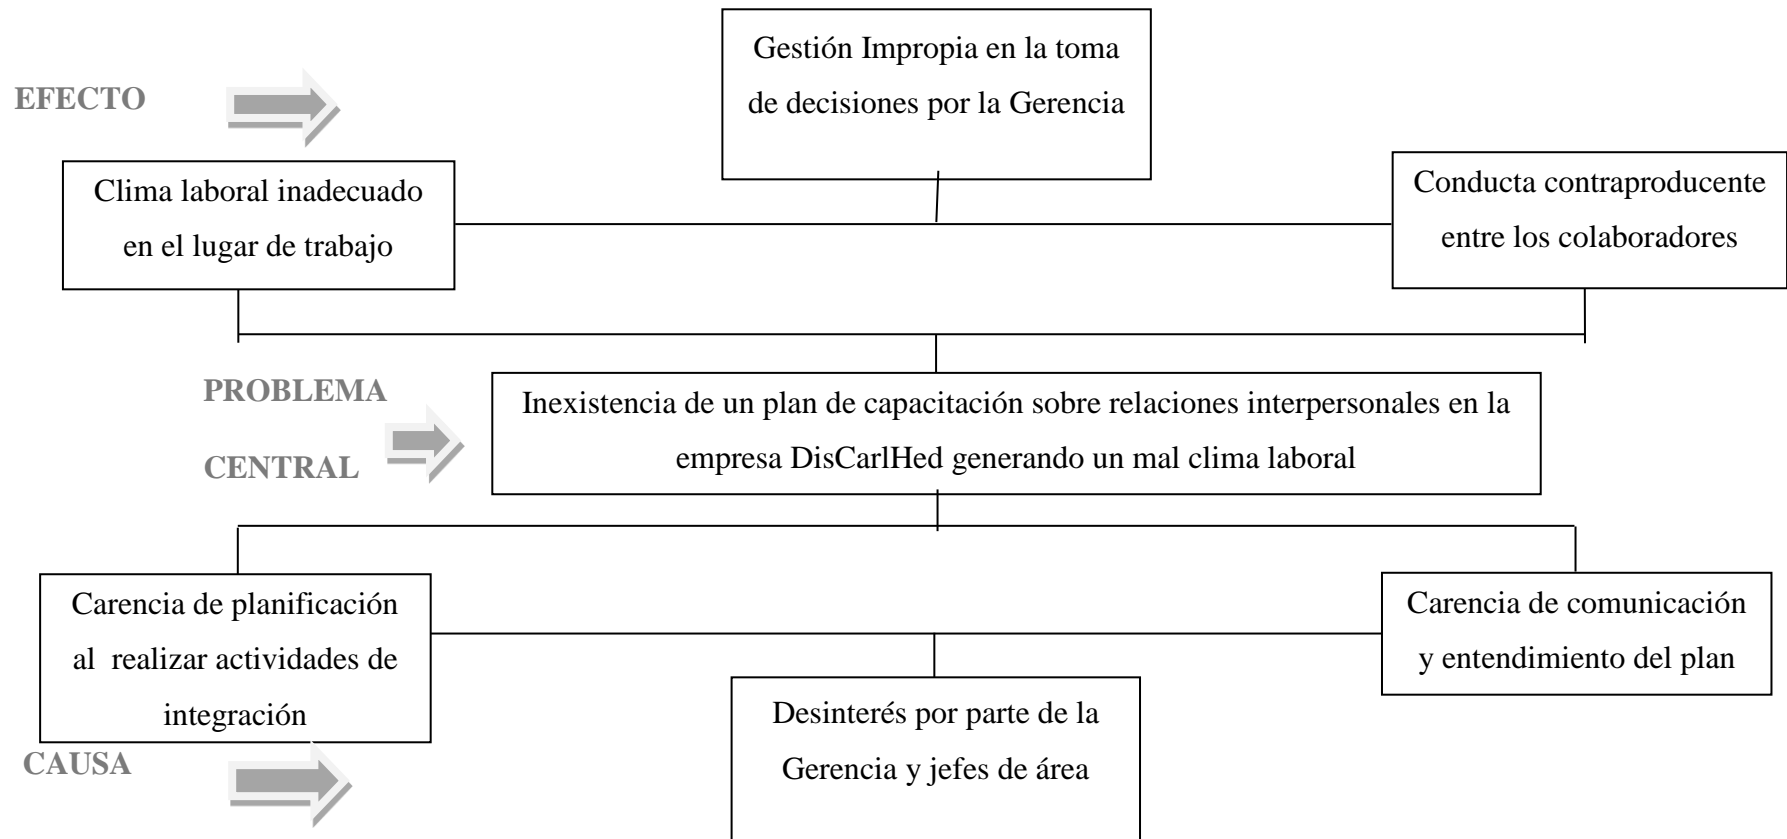 Gestión Impropia en la toma
de decisiones por la Gerencia
EFECTO
Clima laboral inadecuado
en el lugar de trabajo
Conducta contraproducente
entre los colaboradores
PROBLEMA
CENTRAL
Inexistencia de un plan de capacitación sobre relaciones interpersonales en la
empresa DisCarlHed generando un mal clima laboral
Carencia de planificación
al  realizar actividades de
integración
Carencia de comunicación
y entendimiento del plan
Desinterés por parte de la
Gerencia y jefes de área
CAUSA